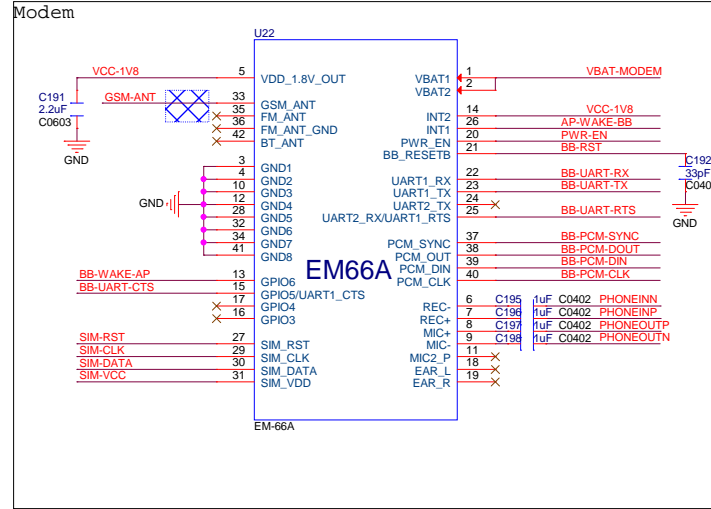 Modem
U22
VCC-1V8 5 VDD_1.8V_OUT VBAT1 1 VBAT-MODEM
VBAT2 2
C191
2.2uF
C0603
GND
GSM-ANT 33 GSM_ANT
35 FM_ANT
36 FM_ANT_GND
42 BT_ANT
INT2 14 VCC-1V8
INT1 26 AP-WAKE-BB
PWR_EN 20 PWR-EN
BB_RESETB 21 BB-RST
C192
33pF
C040
GND
3 GND1
4 GND2
10 GND3
12 GND4
28 GND5
32 GND6
34 GND7
41 GND8
GND
UART1_RX 22 BB-UART-RX
UART1_TX 23 BB-UART-TX
UART2_TX 24
UART2_RX/UART1_RTS 25 BB-UART-RTS
PCM_SYNC 37 BB-PCM-SYNC
PCM_OUT 38 BB-PCM-DOUT
PCM_DIN 39 BB-PCM-DIN
PCM_CLK 40 BB-PCM-CLK
EM66A
BB-WAKE-AP 13 GPIO6
BB-UART-CTS 15 GPIO5/UART1_CTS
17 GPIO4
16 GPIO3
REC- 6 C195 1uF C0402 PHONEINN
REC+ 7 C196 1uF C0402 PHONEINP
MIC+ 8 C197 1uF C0402 PHONEOUTP
MIC- 9 C198 1uF C0402 PHONEOUTN
MIC2_P 11
EAR_L 18
EAR_R 19
SIM-RST 27 SIM_RST
SIM-CLK 29 SIM_CLK
SIM-DATA 30 SIM_DATA
SIM-VCC 31 SIM_VDD
EM-66A